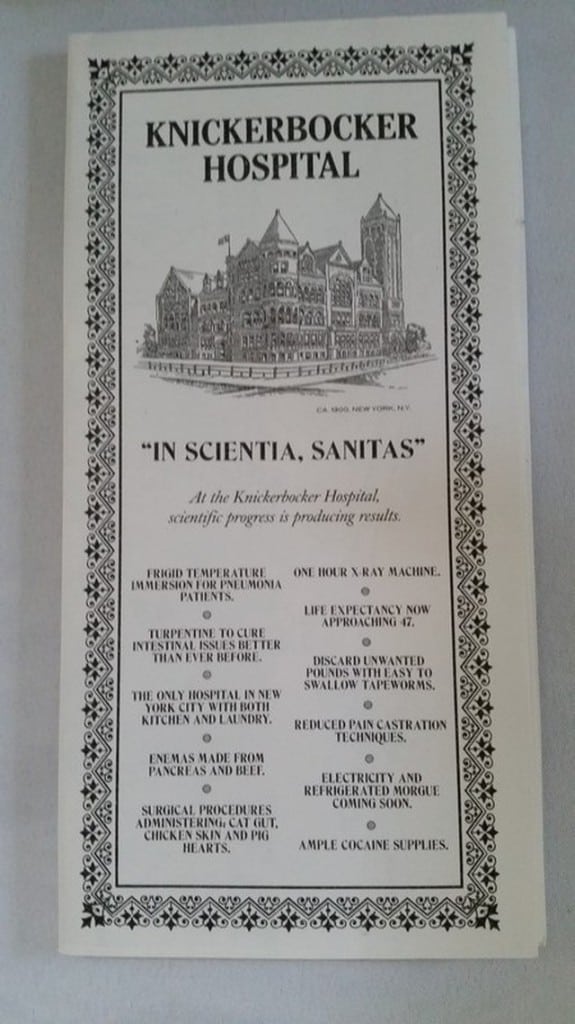 KNICKERBOCKER
HOSPITAL
CA. 1900, NEW YORK, N.Y.
"IN SCIENTIA, SANITAS"
At the Knickerbocker Hospital,
scientific progress is producing results.
FRIGID TEMPERATURE
IMMERSION FOR PNEUMONIA
PATIENTS.
TURPENTINE TO CURE
INTESTINAL ISSUES BETTER
THAN EVER BEFORE.
THE ONLY HOSPITAL IN NEW
YORK CITY WITH BOTH
KITCHEN AND LAUNDRY.
ENEMAS MADE FROM
PANCREAS AND BEEF.
SURGICAL PROCEDURES
ADMINISTERING, CAT GUT,
CHICKEN SKIN AND PIG
HEARTS.
ONE HOUR X-RAY MACHINE.
LIFE EXPECTANCY NOW
APPROACHING 47.
DISCARD UNWANTED
POUNDS WITH EASY TO
SWALLOW TAPEWORMS.
REDUCED PAIN CASTRATION
TECHNIQUES.
ELECTRICITY AND
REFRIGERATED MORGUE
COMING SOON.
AMPLE COCAINE SUPPLIES.